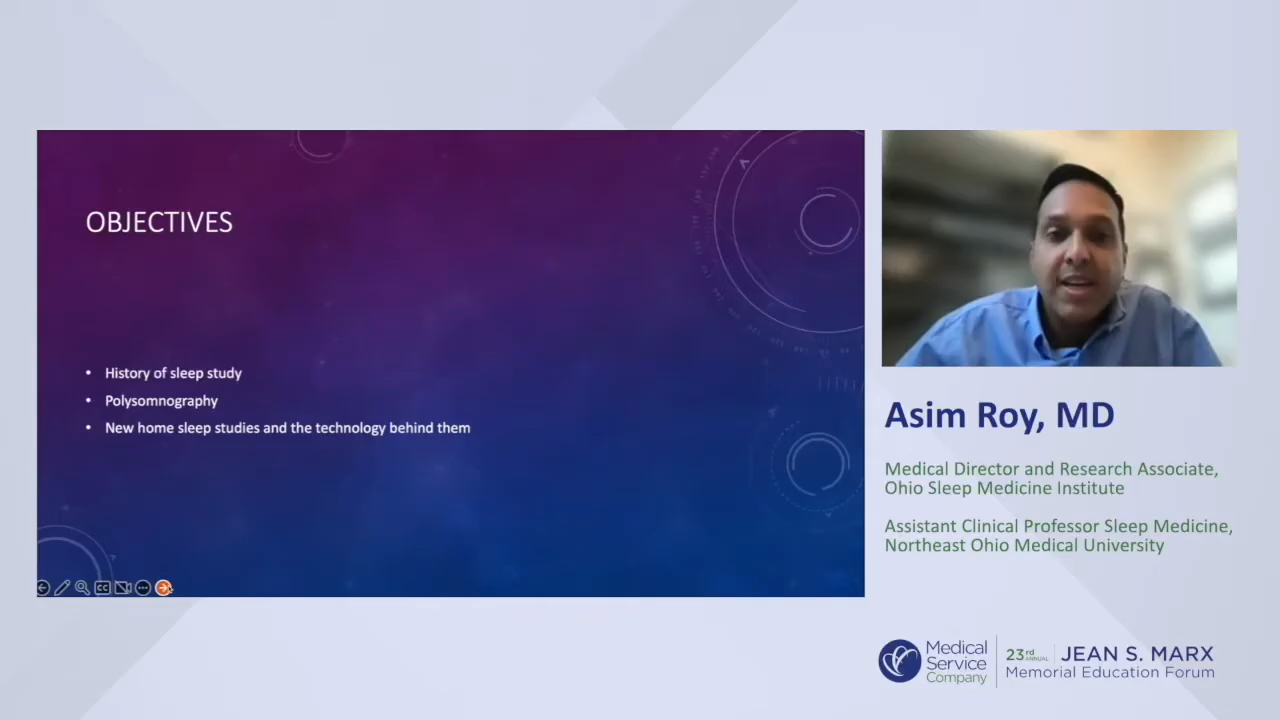 OBJECTIVES
• History of sleep study
• Polysomnography
• New home sleep studies and the technology behind them
CC
Asim Roy, MD
Medical Director and Research Associate,
Ohio Sleep Medicine Institute
Assistant Clinical Professor Sleep Medicine,
Northeast Ohio Medical University
Medical
Service
Company
23rd ANNUAL JEAN S. MARX
Memorial Education Forum